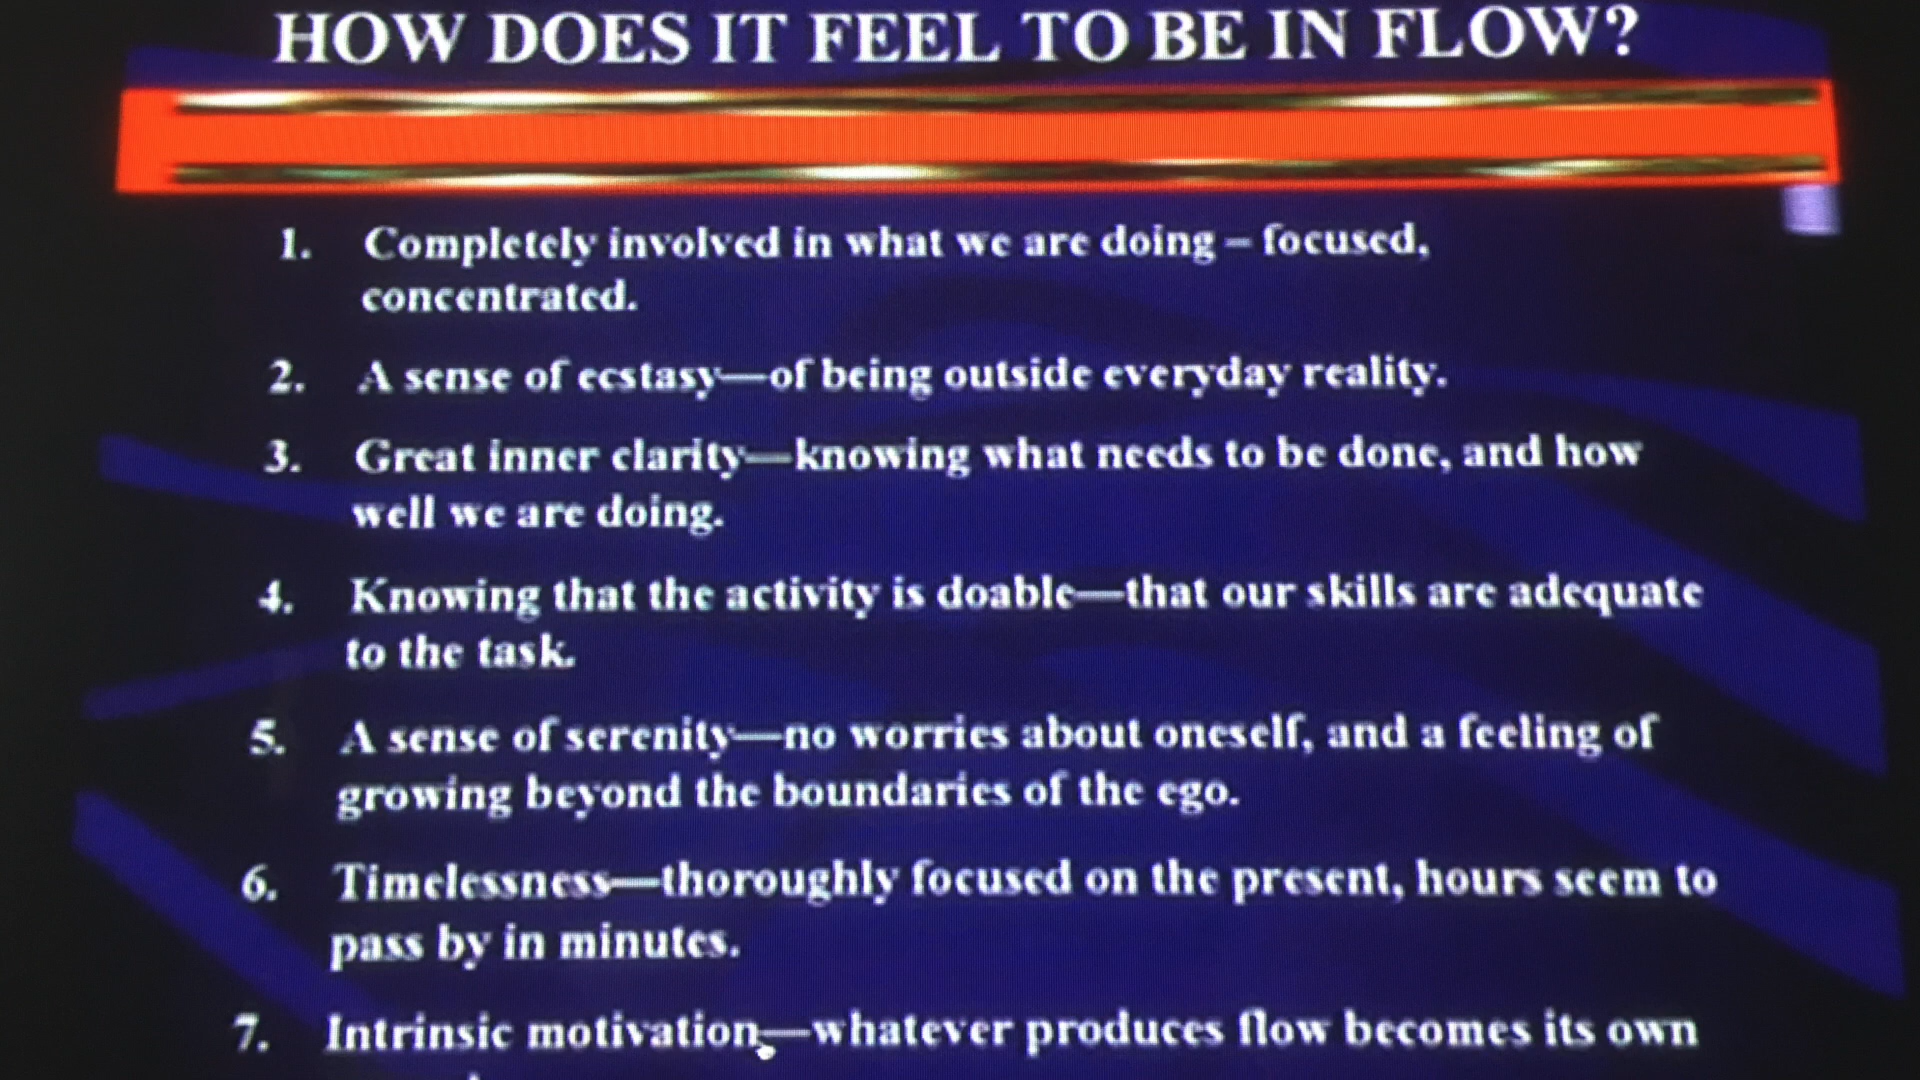 HOW DOES IT FEEL TO BE IN FLOW?
1. Completely involved in what we are doing – focused,
concentrated.
2. A sense of ecstasy—of being outside everyday reality.
3. Great inner clarity—knowing what needs to be done, and how
well we are doing.
4. Knowing that the activity is doable—that our skills are adequate
to the task.
5. A sense of serenity—no worries about oneself, and a feeling of
growing beyond the boundaries of the ego.
6. Timelessness—thoroughly focused on the present, hours seem to
pass by in minutes.
7. Intrinsic motivation—whatever produces flow becomes its own